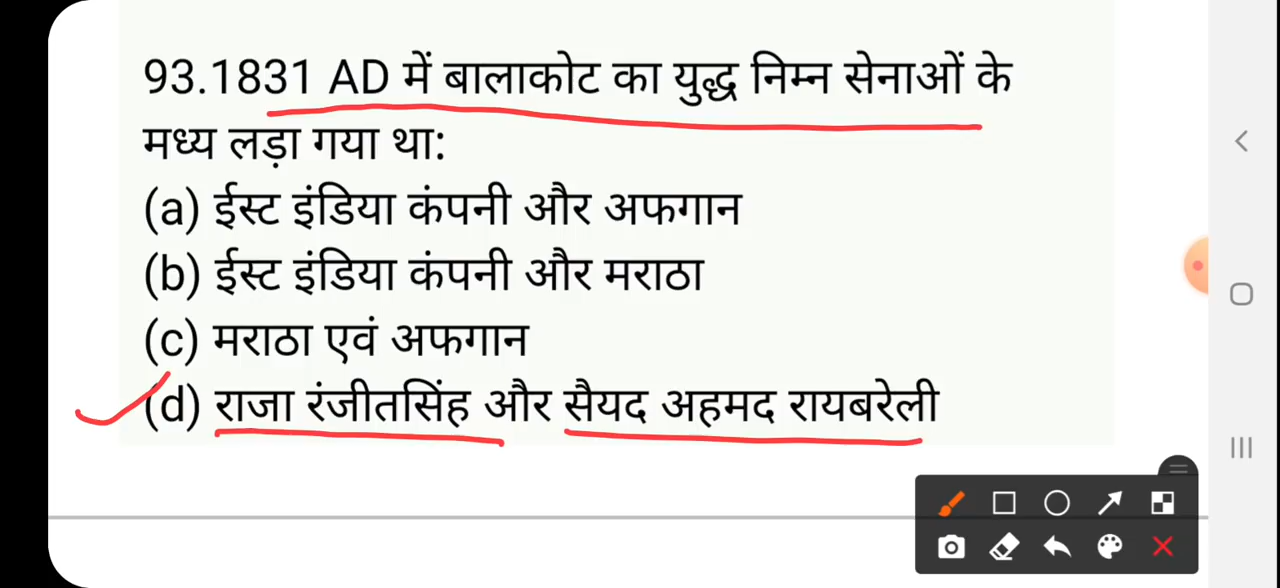 93.1831 AD में बालाकोट का युद्ध निम्न सेनाओं के
मध्य लड़ा गया था:
(a) ईस्ट इंडिया कंपनी और अफगान
(b) ईस्ट इंडिया कंपनी और मराठा
(c) मराठा एवं अफगान
(d) राजा रंजीतसिंह और सैयद अहमद रायबरेली